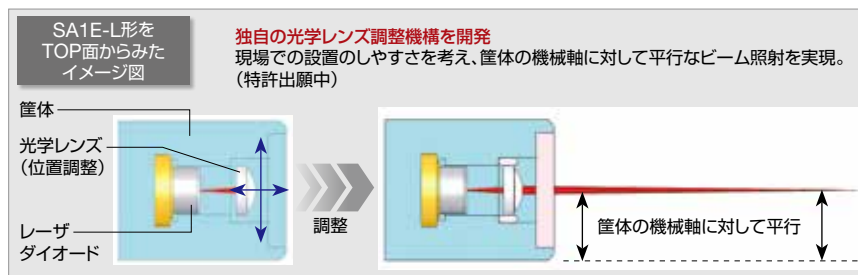 SA1E-L形を
TOP面からみた
イメージ図
独自の光学レンズ調整機構を開発
現場での設置のしやすさを考え、筐体の機械軸に対して平行なビーム照射を実現。
（特許出願中）
筐体
光学レンズ
（位置調整）
レーザ
ダイオード
調整
筐体の機械軸に対して平行